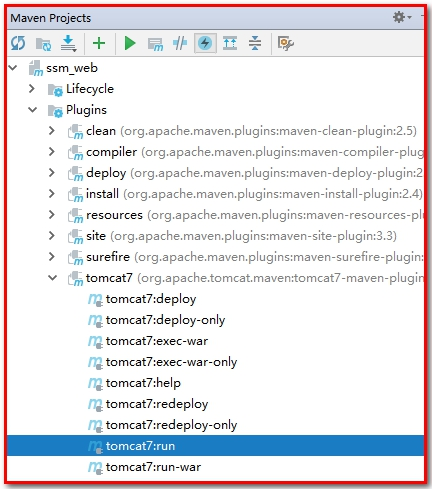 Maven Projects
ssm_web
Lifecycle
Plugins
clean (org.apache.maven.plugins:maven-clean-plugin:2.5)
compiler (org.apache.maven.plugins:maven-compiler-plug
deploy (org.apache.maven.plugins:maven-deploy-plugin:2
install (org.apache.maven.plugins:maven-install-plugin:2.4)
resources (org.apache.maven.plugins:maven-resources-pl
site (org.apache.maven.plugins:maven-site-plugin:3.3)
surefire (org.apache.maven.plugins:maven-surefire-plugin
tomcat7 (org.apache.tomcat.maven:tomcat7-maven-plugin
tomcat7:deploy
tomcat7:deploy-only
tomcat7:exec-war
tomcat7:exec-war-only
tomcat7:help
tomcat7:redeploy
tomcat7:redeploy-only
tomcat7:run
tomcat7:run-war